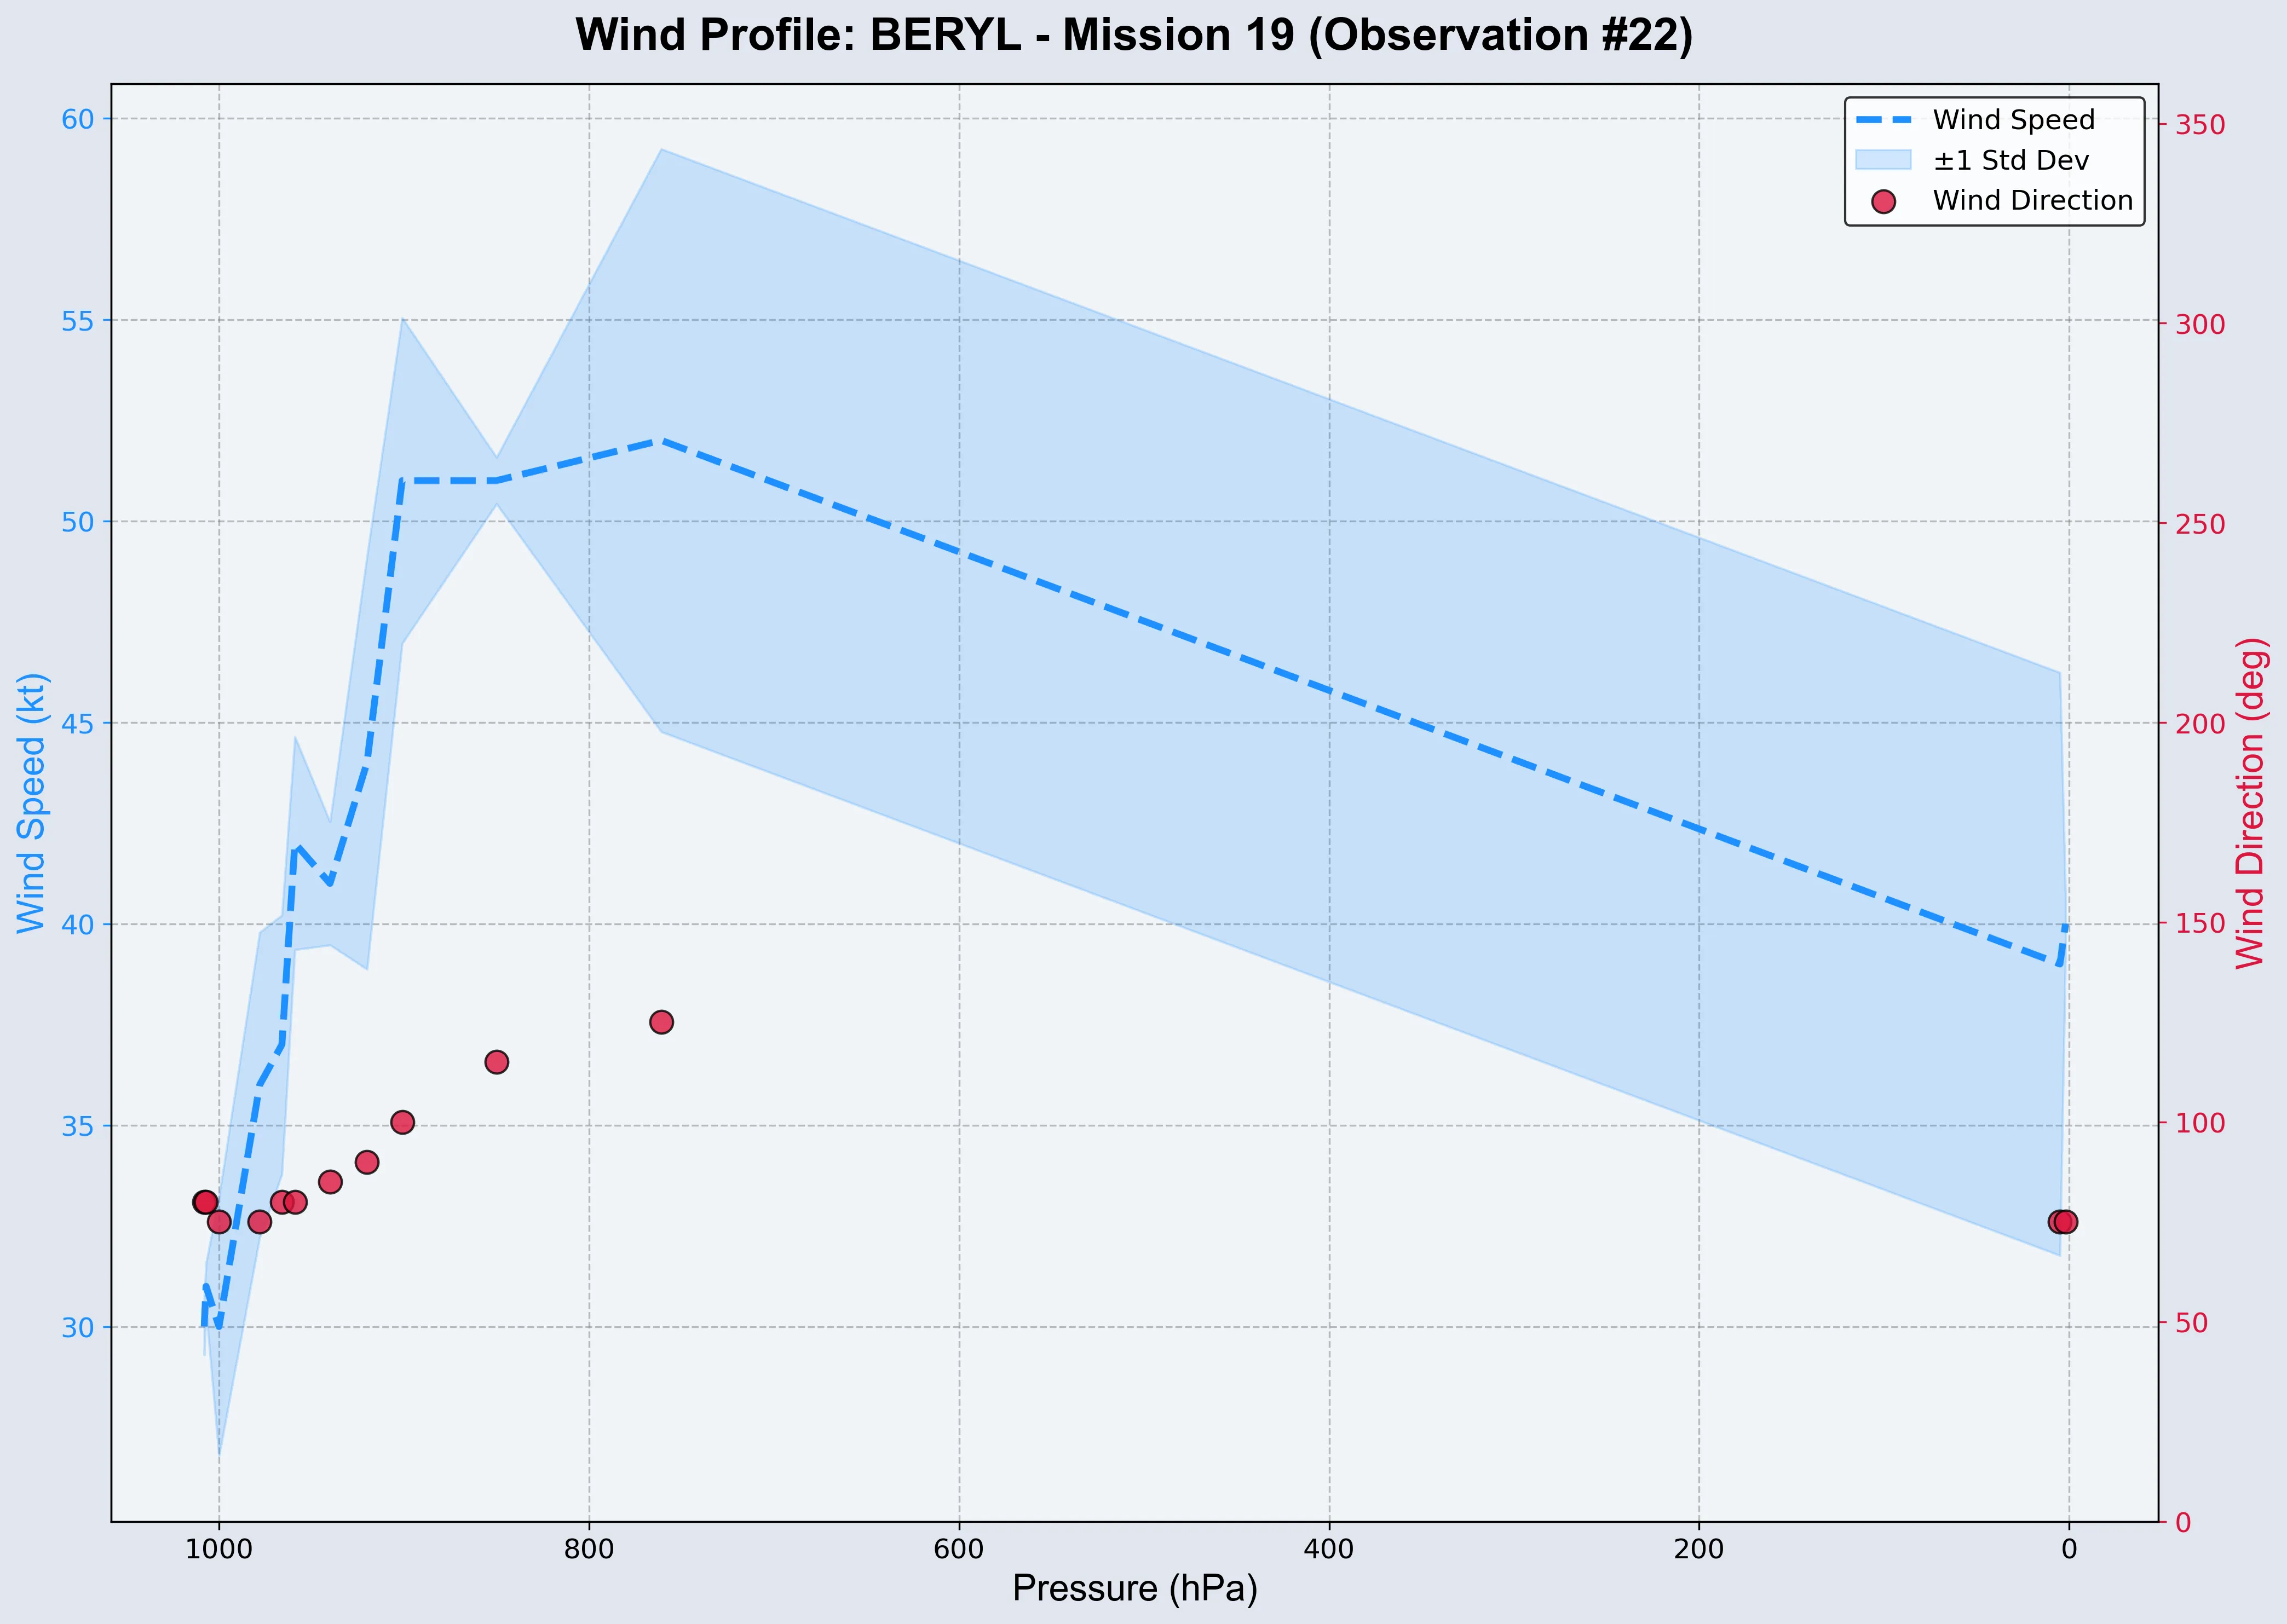 Wind Profile: BERYL - Mission 19 (Observation #22)
Wind Speed
±1 Std Dev
Wind Direction
60
55
50
45
40
35
30
Wind Speed (kt)
350
300
250
200
150
100
50
0
Wind Direction (deg)
1000 800 600 400 200 0
Pressure (hPa)